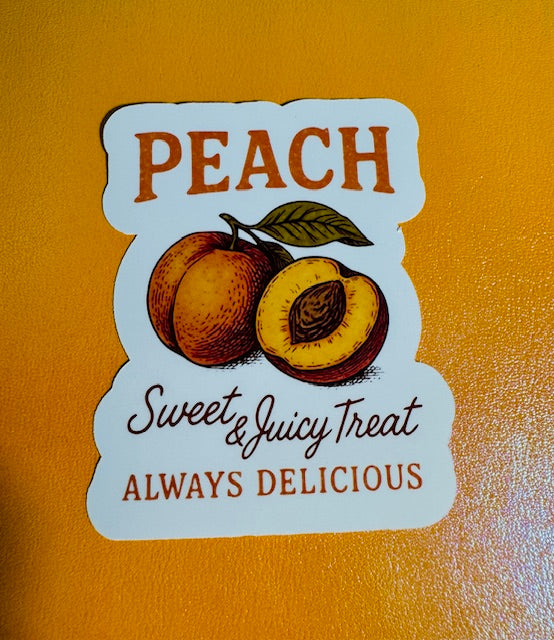 PEACH
Sweet & Juicy Treat
ALWAYS DELICIOUS